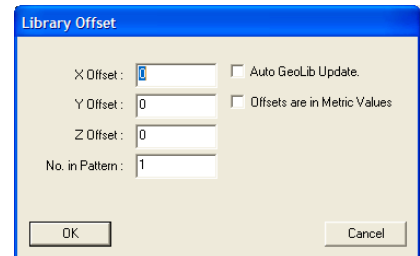 Library Offset
X Offset : 0
Auto GeoLib Update.
Y Offset : 0
Offsets are in Metric Values
Z Offset : 0
No. in Pattern : 1
OK
Cancel